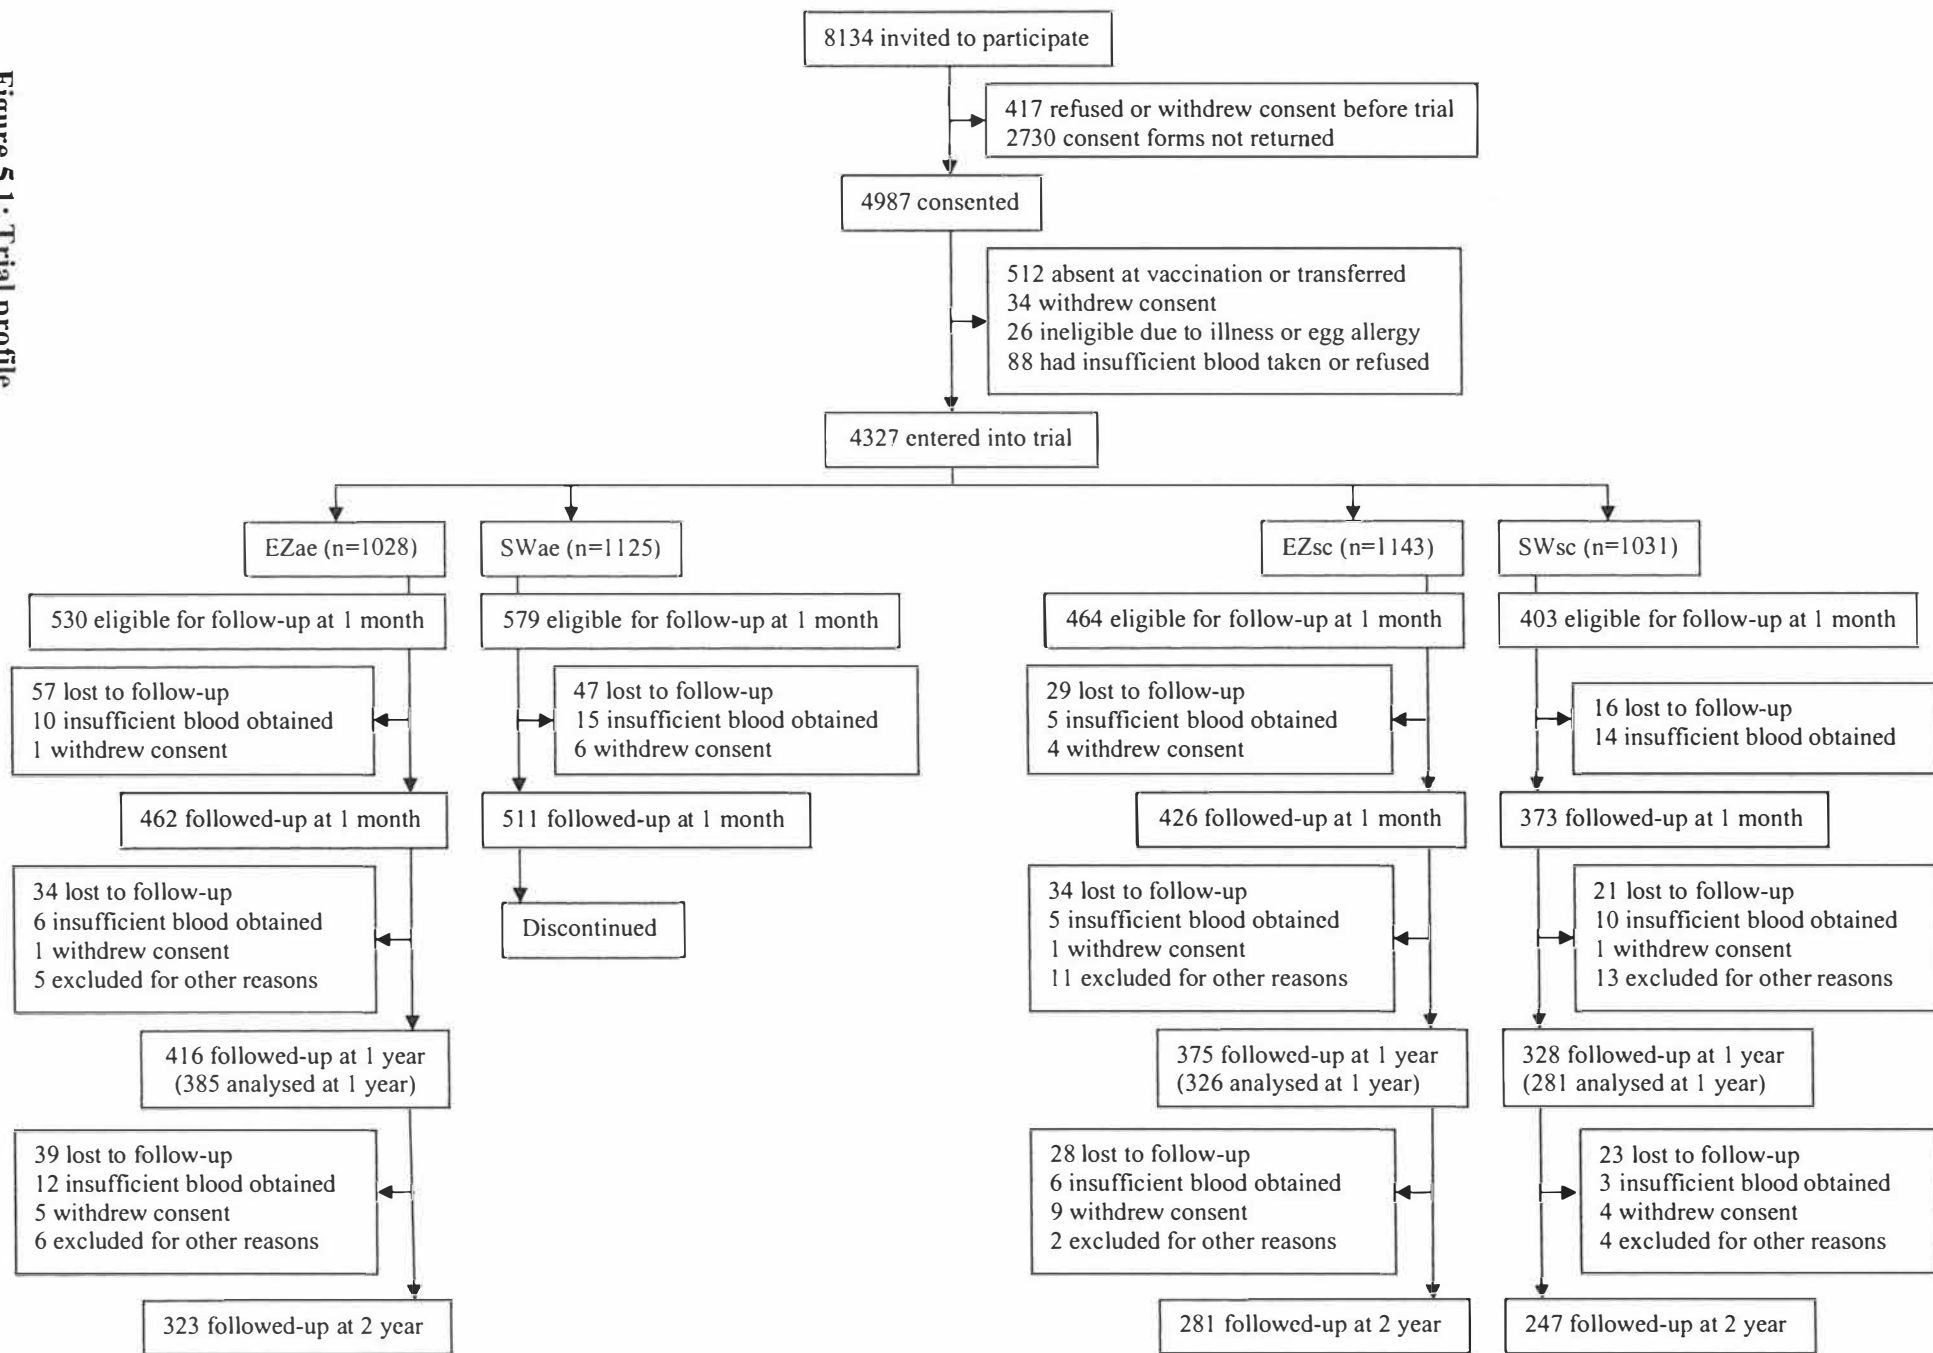 8134 invited to participate
417 refused or withdrew consent before trial
2730 consent forms not returned
4987 consented
512 absent at vaccination or transferred
34 withdrew consent
26 ineligible due to illness or egg allergy
88 had insufficient blood taken or refused
4327 entered into trial
EZae (n=1028)
SWae (n=1125)
EZsc (n=1143)
SWsc (n=1031)
530 eligible for follow-up at 1 month
579 eligible for follow-up at 1 month
464 eligible for follow-up at 1 month
403 eligible for follow-up at 1 month
57 lost to follow-up
10 insufficient blood obtained
1 withdrew consent
47 lost to follow-up
15 insufficient blood obtained
6 withdrew consent
29 lost to follow-up
5 insufficient blood obtained
4 withdrew consent
16 lost to follow-up
14 insufficient blood obtained
462 followed-up at 1 month
511 followed-up at 1 month
426 followed-up at 1 month
373 followed-up at 1 month
34 lost to follow-up
6 insufficient blood obtained
1 withdrew consent
5 excluded for other reasons
Discontinued
34 lost to follow-up
5 insufficient blood obtained
1 withdrew consent
11 excluded for other reasons
21 lost to follow-up
10 insufficient blood obtained
1 withdrew consent
13 excluded for other reasons
416 followed-up at 1 year
(385 analysed at 1 year)
375 followed-up at 1 year
(326 analysed at 1 year)
328 followed-up at 1 year
(281 analysed at 1 year)
39 lost to follow-up
12 insufficient blood obtained
5 withdrew consent
6 excluded for other reasons
28 lost to follow-up
6 insufficient blood obtained
9 withdrew consent
2 excluded for other reasons
23 lost to follow-up
3 insufficient blood obtained
4 withdrew consent
4 excluded for other reasons
323 followed-up at 2 year
281 followed-up at 2 year
247 followed-up at 2 year
Figure 5.1: Trial profile